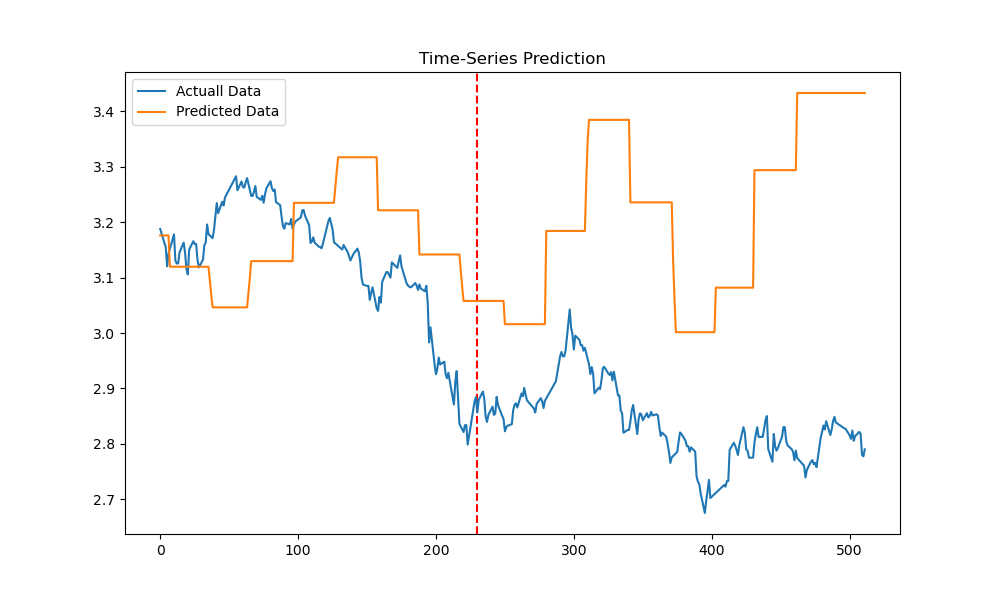 Time-Series Prediction
Actuall Data
Predicted Data
3.4
3.3
3.2
3.1
3.0
2.9
2.8
2.7
0 100 200 300 400 500